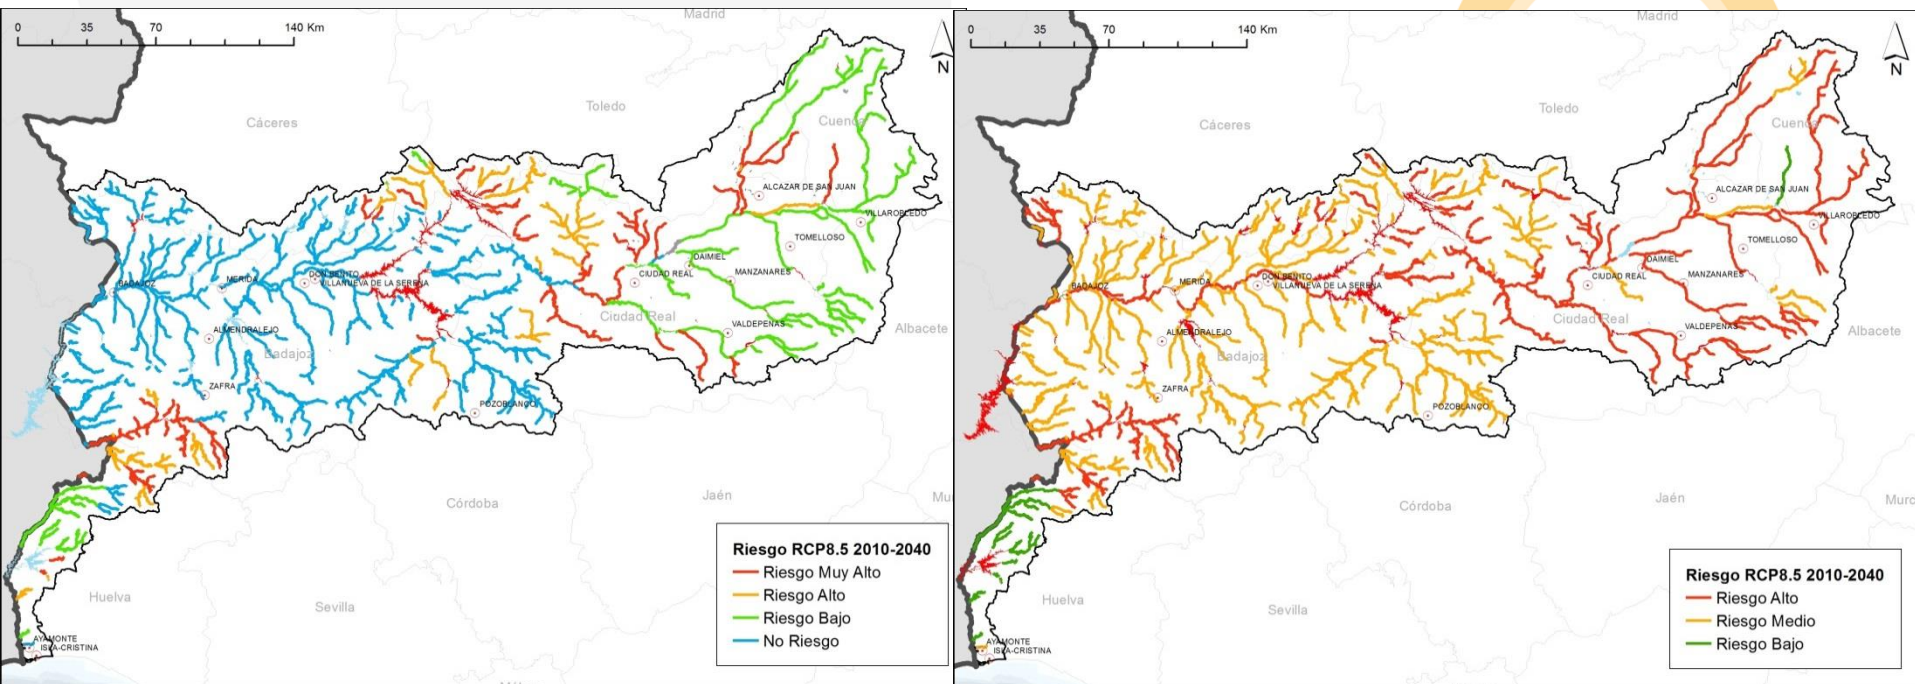 0 35 70 140 Km
Madrid
N
Toledo
Cáceres
Cuenca
ALCAZAR DE SAN JUAN
VILLAROBLEDO
TOMELLOSO
DAIMIEL
CIUDAD REAL
MANZANARES
DON BENITO
MERIDA
VILLANUEVA DE LA SERENA
BADAJOZ
Ciudad Real
VALDEPEÑAS
Albacete
ALMENDRALEJO
Badajoz
ZAFRA
POZOBLANCO
Córdoba
Jaén
Mu
Huelva
Sevilla
AYAMONTE
ISLA-CRISTINA
Riesgo RCP8.5 2010-2040
Riesgo Muy Alto
Riesgo Alto
Riesgo Bajo
No Riesgo
0 35 70 140 Km
Madrid
N
Toledo
Cáceres
Cuenca
ALCAZAR DE SAN JUAN
VILLAROBLEDO
TOMELLOSO
DAIMIEL
CIUDAD REAL
MANZANARES
DON BENITO
MERIDA
VILLANUEVA DE LA SERENA
BADAJOZ
Ciudad Real
VALDEPEÑAS
Albacete
ALMENDRALEJO
Badajoz
ZAFRA
POZOBLANCO
Córdoba
Jaén
Murc
Huelva
Sevilla
AYAMONTE
ISLA-CRISTINA
Riesgo RCP8.5 2010-2040
Riesgo Alto
Riesgo Medio
Riesgo Bajo